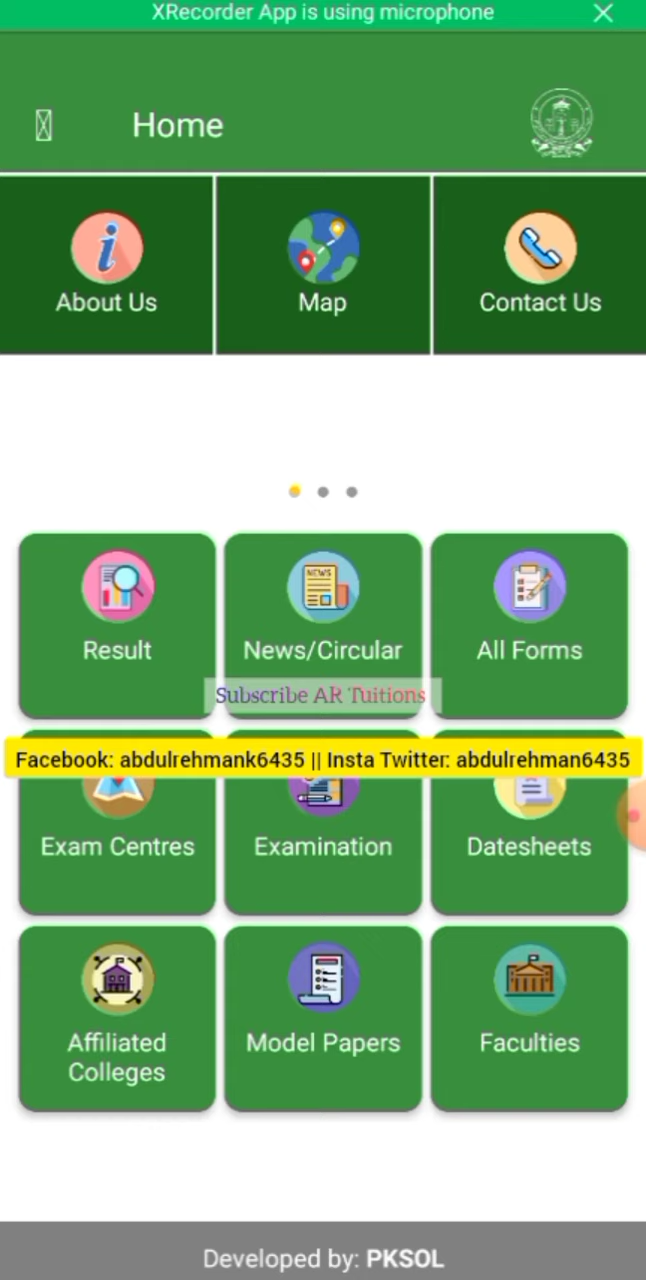 XRecorder App is using microphone
Home
About Us
Map
Contact Us
Result
NEWS
News/Circular
All Forms
Subscribe AR Tuitions
Facebook: abdulrehmank6435 || Insta Twitter: abdulrehman6435
Exam Centres
Examination
Datesheets
Affiliated
Colleges
Model Papers
Faculties
Developed by: PKSOL